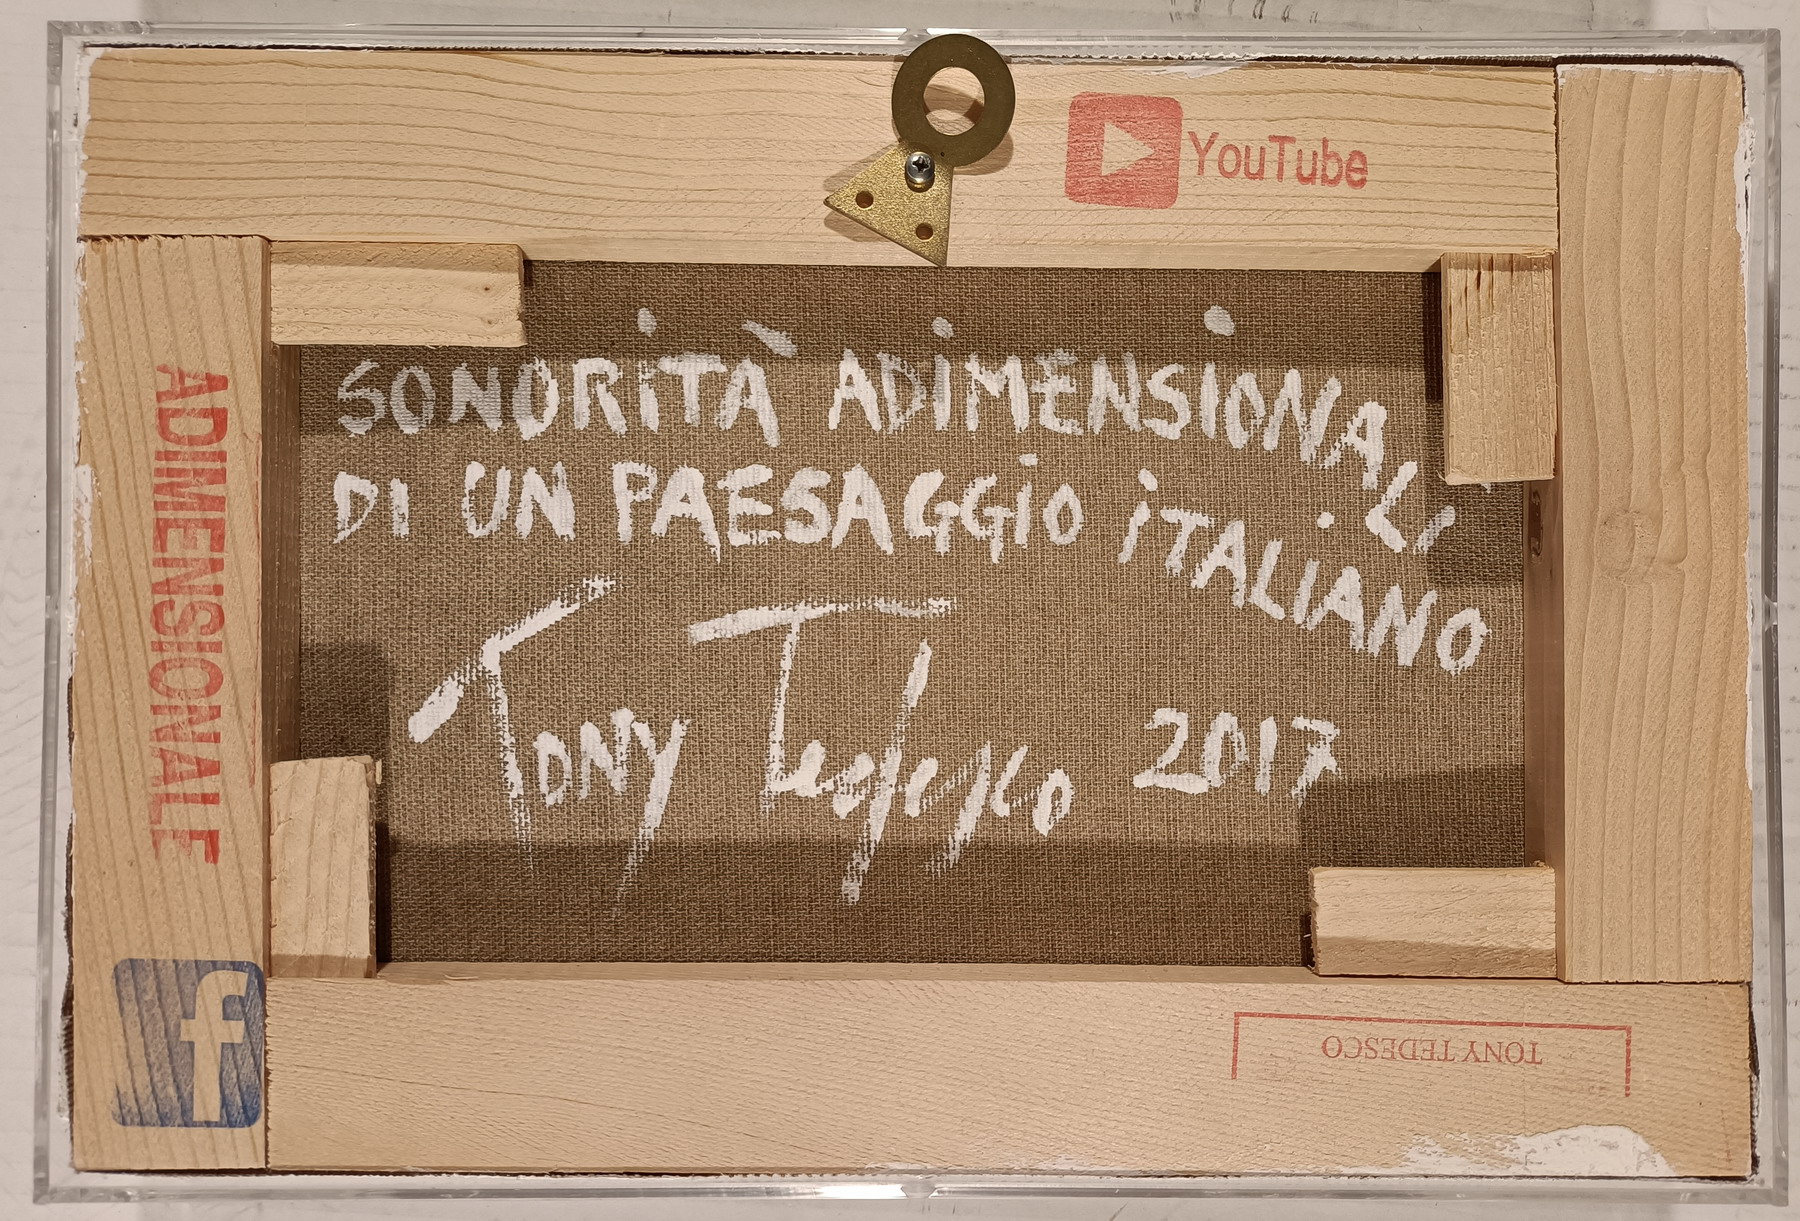 YouTube
SONORITÀ ADIMENSIONALI
DI UN PAESAGGIO ITALIANO
Tony Tedesco 2017
ADIMENSIONALE
f
TONY TEDESCO